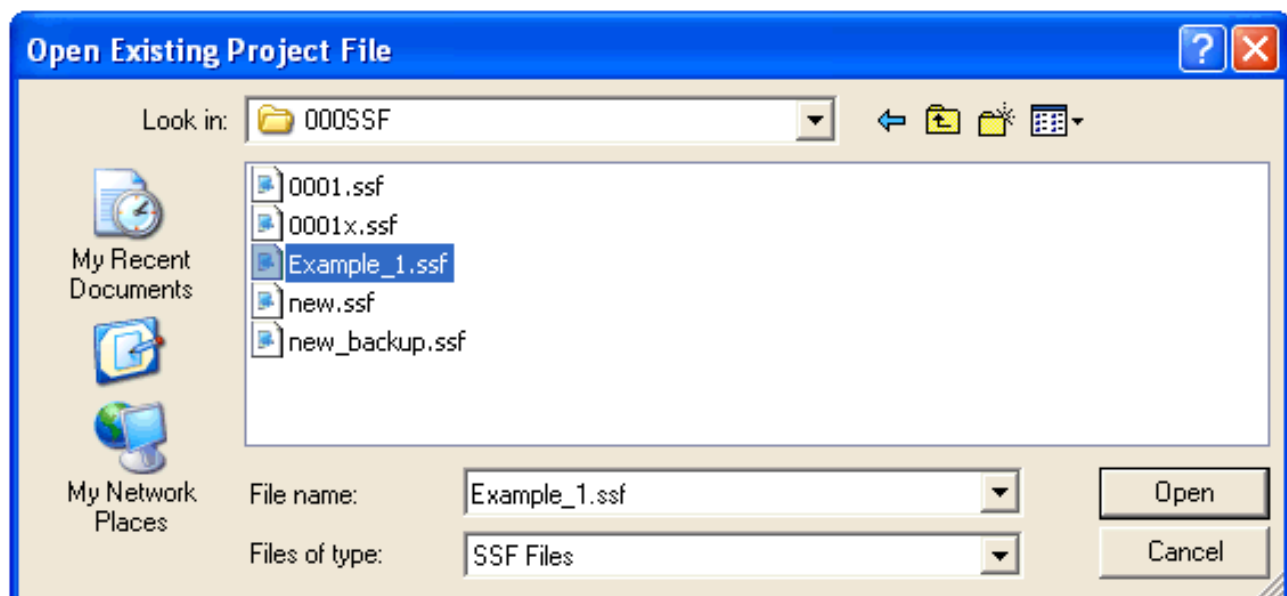 Open Existing Project File
Look in: 000SSF
0001.ssf
0001x.ssf
Example_1.ssf
new.ssf
new_backup.ssf
My Recent
Documents
My Network
Places
File name: Example_1.ssf Open
Files of type: SSF Files Cancel